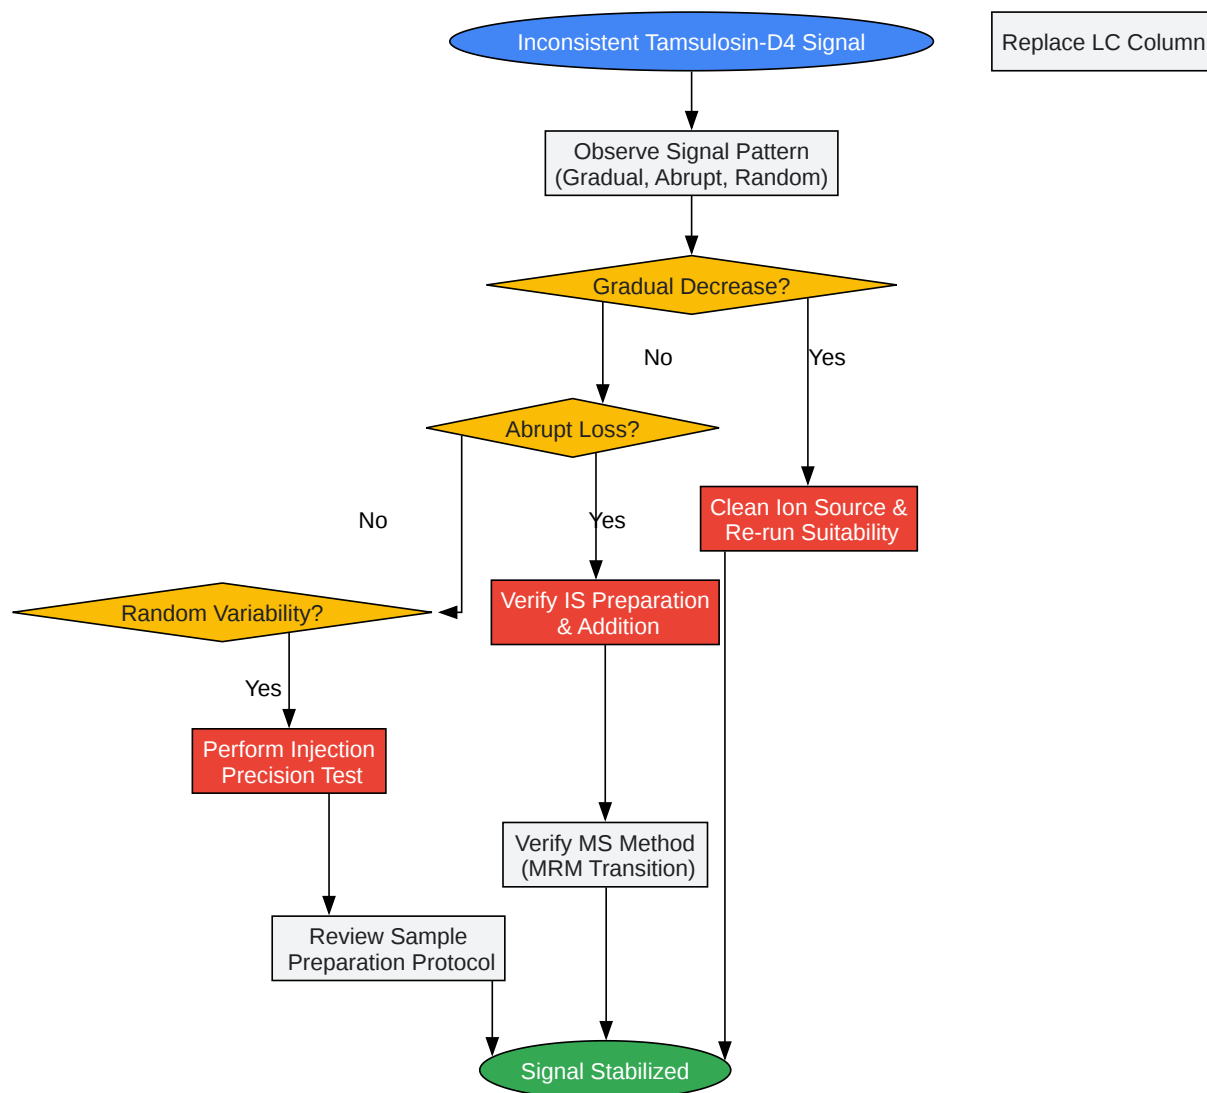 Inconsistent Tamsulosin-D4 Signal
Replace LC Column
Observe Signal Pattern
(Gradual, Abrupt, Random)
Gradual Decrease?
No
Yes
Abrupt Loss?
Clean Ion Source &
Re-run Suitability
No
Yes
Random Variability?
Verify IS Preparation
& Addition
Yes
Perform Injection
Precision Test
Verify MS Method
(MRM Transition)
Review Sample
Preparation Protocol
Signal Stabilized